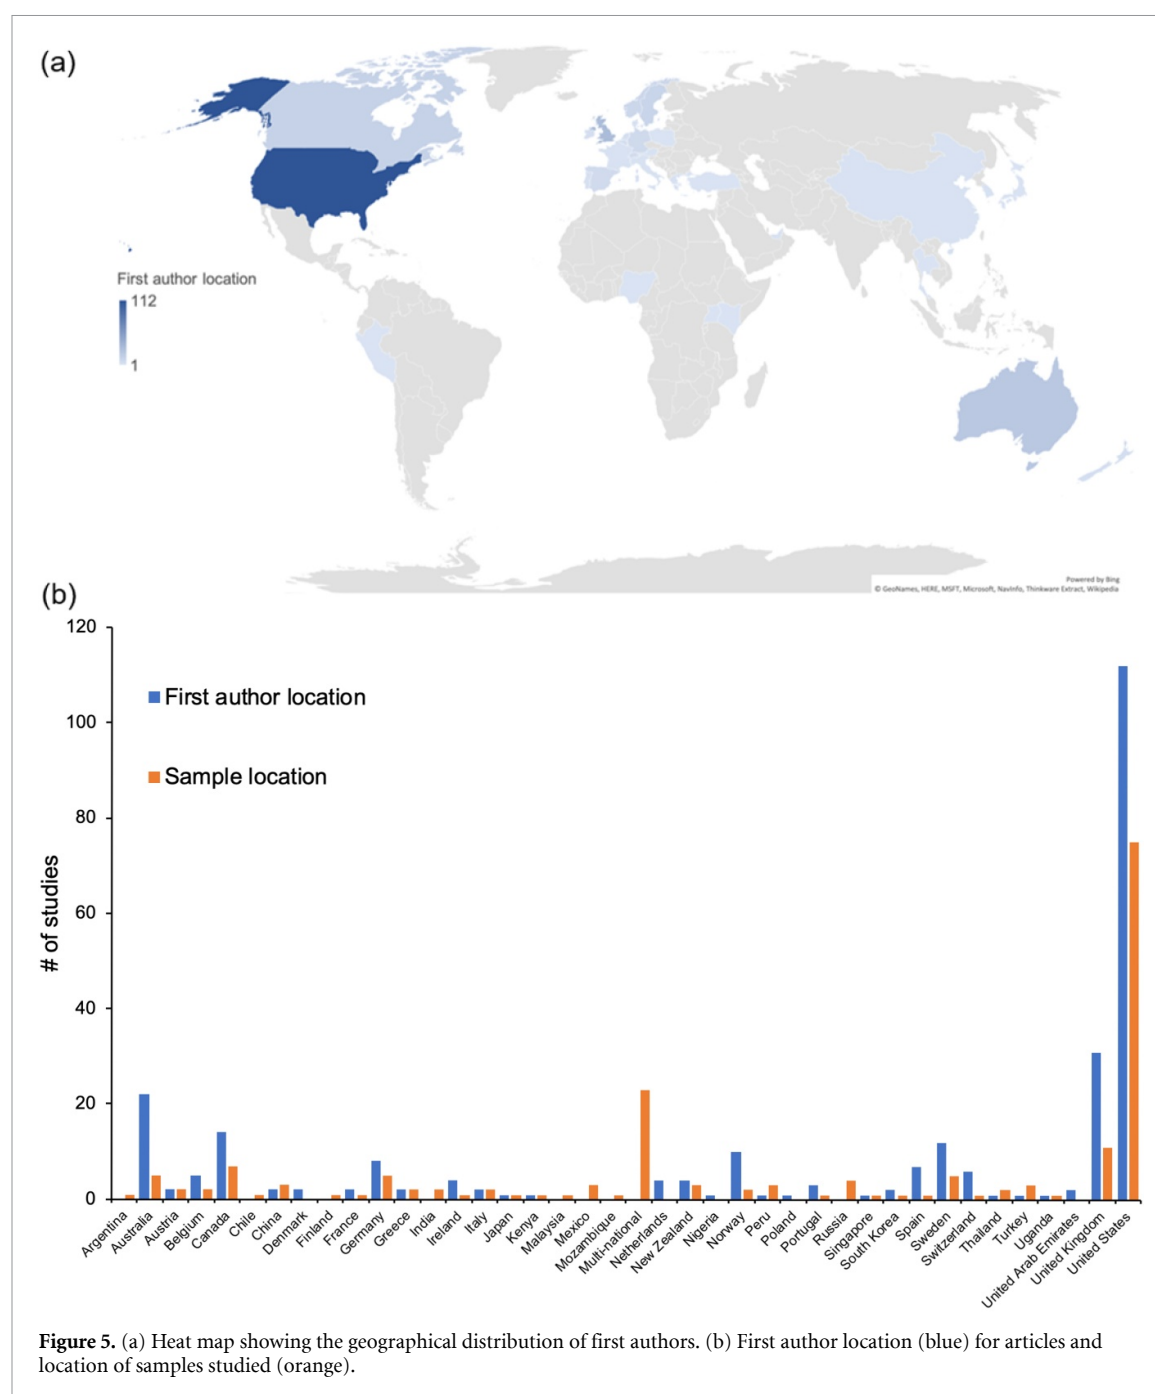 (a)
First author location
112
1
Powered by Bing
© GeoNames, HERE, MSFT, Microsoft, NavInfo, Thinkware Extract, Wikipedia
(b)
120
100
80
60
40
20
0
# of studies
First author location
Sample location
Argentina
Australia
Austria
Belgium
Canada
Chile
China
Denmark
Finland
France
Germany
Greece
India
Ireland
Italy
Japan
Kenya
Malaysia
Mexico
Mozambique
Multi-national
Netherlands
New Zealand
Nigeria
Norway
Peru
Poland
Portugal
Russia
Singapore
South Korea
Spain
Sweden
Switzerland
Thailand
Turkey
Uganda
United Arab Emirates
United Kingdom
United States
Figure 5. (a) Heat map showing the geographical distribution of first authors. (b) First author location (blue) for articles and
location of samples studied (orange).